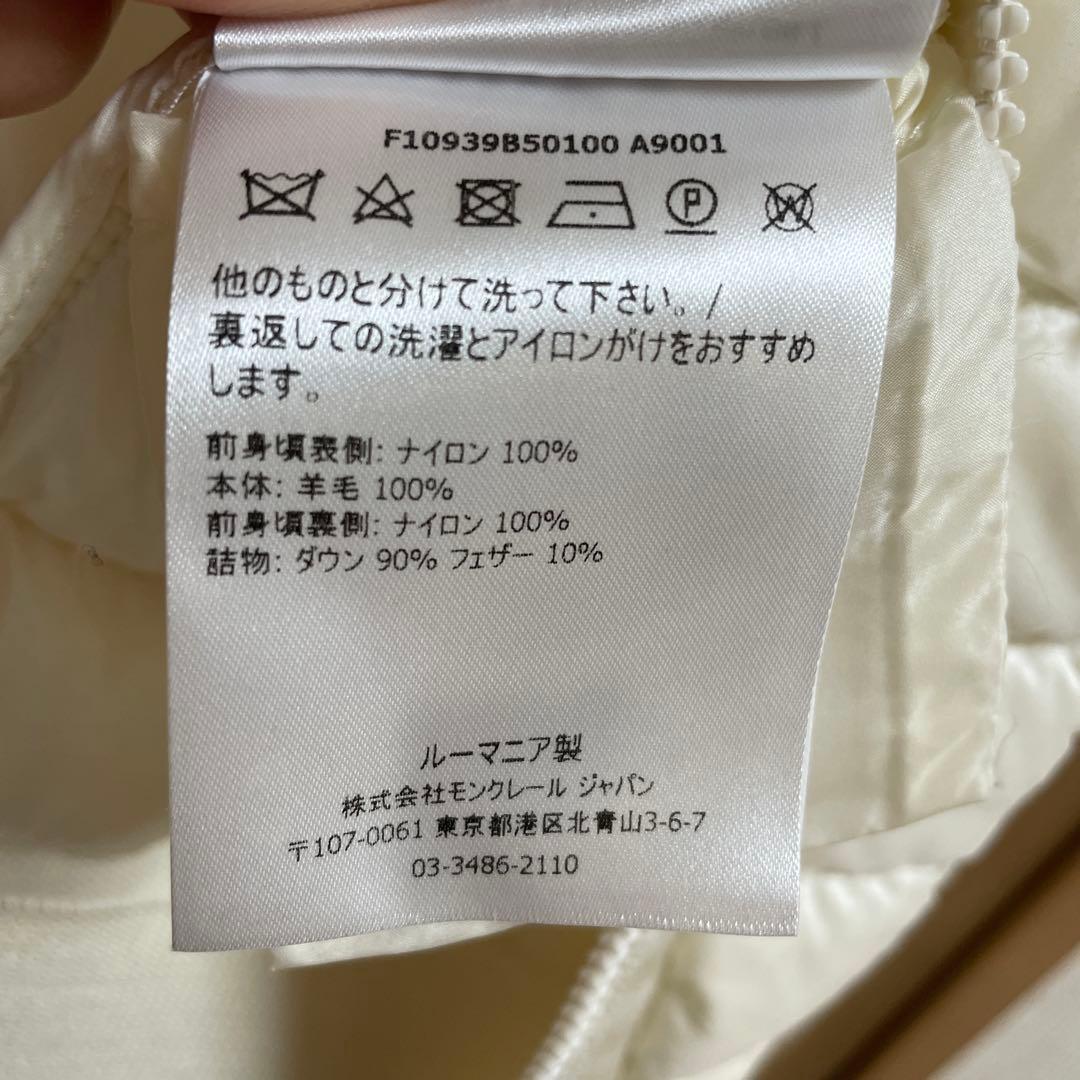 F10939B50100 A9001
P
W
他のものと分けて洗って下さい。/
裏返しての洗濯とアイロンがけをおすすめ
します。
前身頃表側: ナイロン 100%
本体: 羊毛 100%
前身頃裏側: ナイロン 100%
詰物: ダウン 90% フェザー 10%
ルーマニア製
株式会社モンクレール ジャパン
〒107-0061 東京都港区北青山3-6-7
03-3486-2110